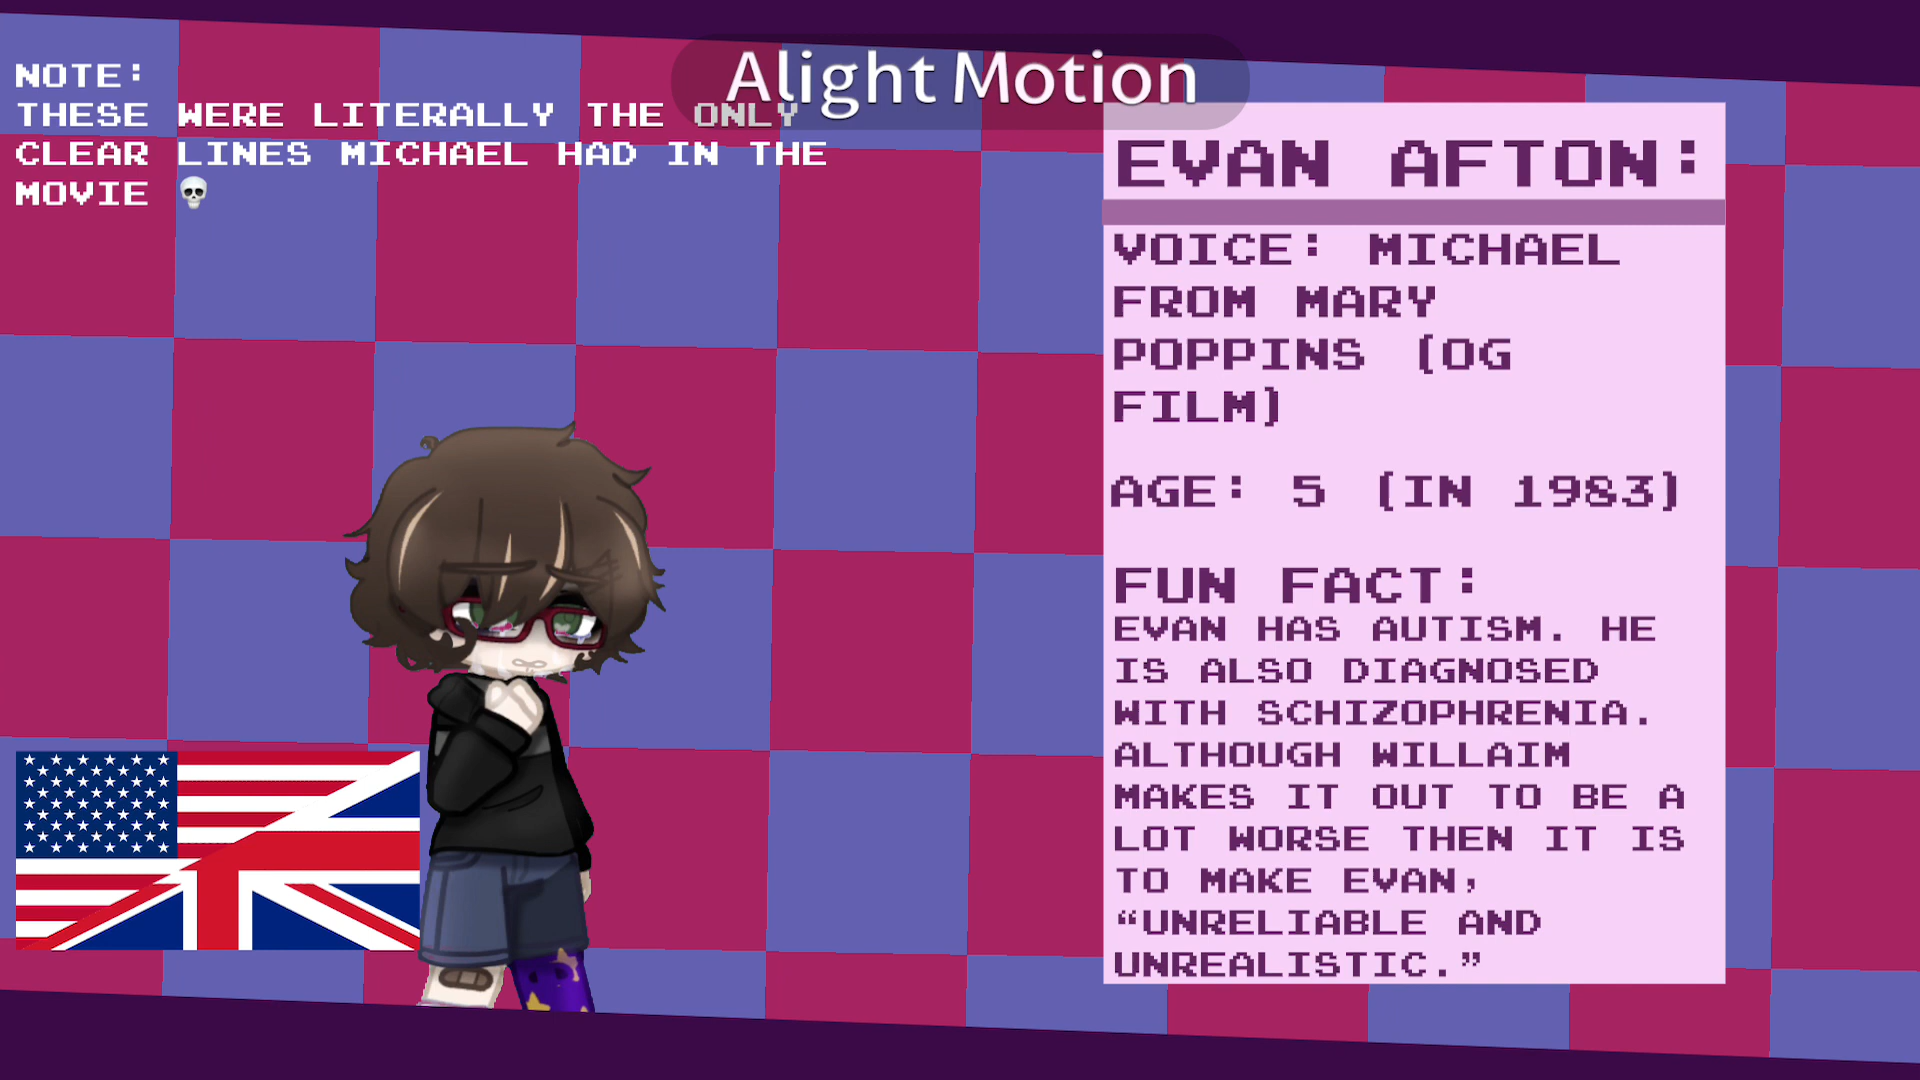 Alight Motion
NOTE:
THESE WERE LITERALLY THE ONLY
CLEAR LINES MICHAEL HAD IN THE
MOVIE 💀
EVAN AFTON:
VOICE: MICHAEL
FROM MARY
POPPINS (OG
FILM)
AGE: 5 (IN 1983)
FUN FACT:
EVAN HAS AUTISM. HE
IS ALSO DIAGNOSED
WITH SCHIZOPHRENIA.
ALTHOUGH WILLAIM
MAKES IT OUT TO BE A
LOT WORSE THEN IT IS
TO MAKE EVAN,
“UNRELIABLE AND
UNREALISTIC.”